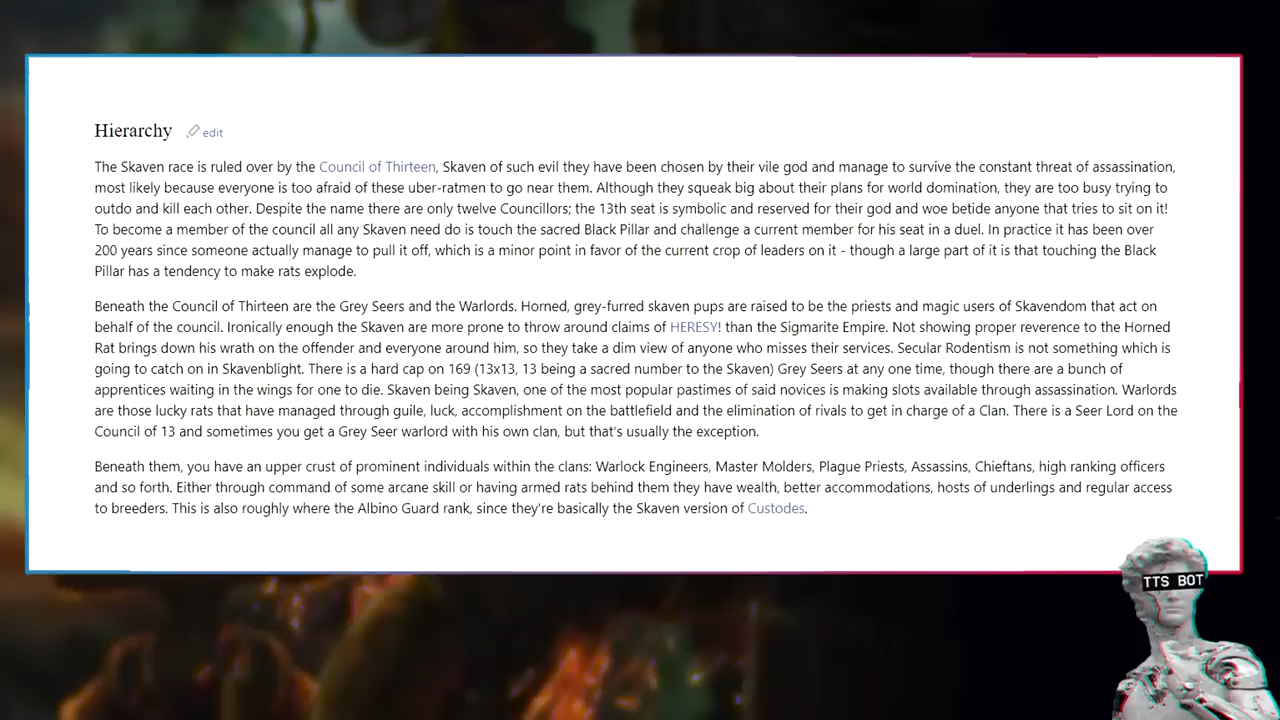 Hierarchy edit
The Skaven race is ruled over by the Council of Thirteen, Skaven of such evil they have been chosen by their vile god and manage to survive the constant threat of assassination,
most likely because everyone is too afraid of these uber-ratmen to go near them. Although they squeak big about their plans for world domination, they are too busy trying to
outdo and kill each other. Despite the name there are only twelve Councillors; the 13th seat is symbolic and reserved for their god and woe betide anyone that tries to sit on it!
To become a member of the council all any Skaven need do is touch the sacred Black Pillar and challenge a current member for his seat in a duel. In practice it has been over
200 years since someone actually manage to pull it off, which is a minor point in favor of the current crop of leaders on it - though a large part of it is that touching the Black
Pillar has a tendency to make rats explode.
Beneath the Council of Thirteen are the Grey Seers and the Warlords. Horned, grey-furred skaven pups are raised to be the priests and magic users of Skavendom that act on
behalf of the council. Ironically enough the Skaven are more prone to throw around claims of HERESY! than the Sigmarite Empire. Not showing proper reverence to the Horned
Rat brings down his wrath on the offender and everyone around him, so they take a dim view of anyone who misses their services. Secular Rodentism is not something which is
going to catch on in Skavenblight. There is a hard cap on 169 (13x13, 13 being a sacred number to the Skaven) Grey Seers at any one time, though there are a bunch of
apprentices waiting in the wings for one to die. Skaven being Skaven, one of the most popular pastimes of said novices is making slots available through assassination. Warlords
are those lucky rats that have managed through guile, luck, accomplishment on the battlefield and the elimination of rivals to get in charge of a Clan. There is a Seer Lord on the
Council of 13 and sometimes you get a Grey Seer warlord with his own clan, but that's usually the exception.
Beneath them, you have an upper crust of prominent individuals within the clans: Warlock Engineers, Master Molders, Plague Priests, Assassins, Chieftans, high ranking officers
and so forth. Either through command of some arcane skill or having armed rats behind them they have wealth, better accommodations, hosts of underlings and regular access
to breeders. This is also roughly where the Albino Guard rank, since they're basically the Skaven version of Custodes.
TTS BOT